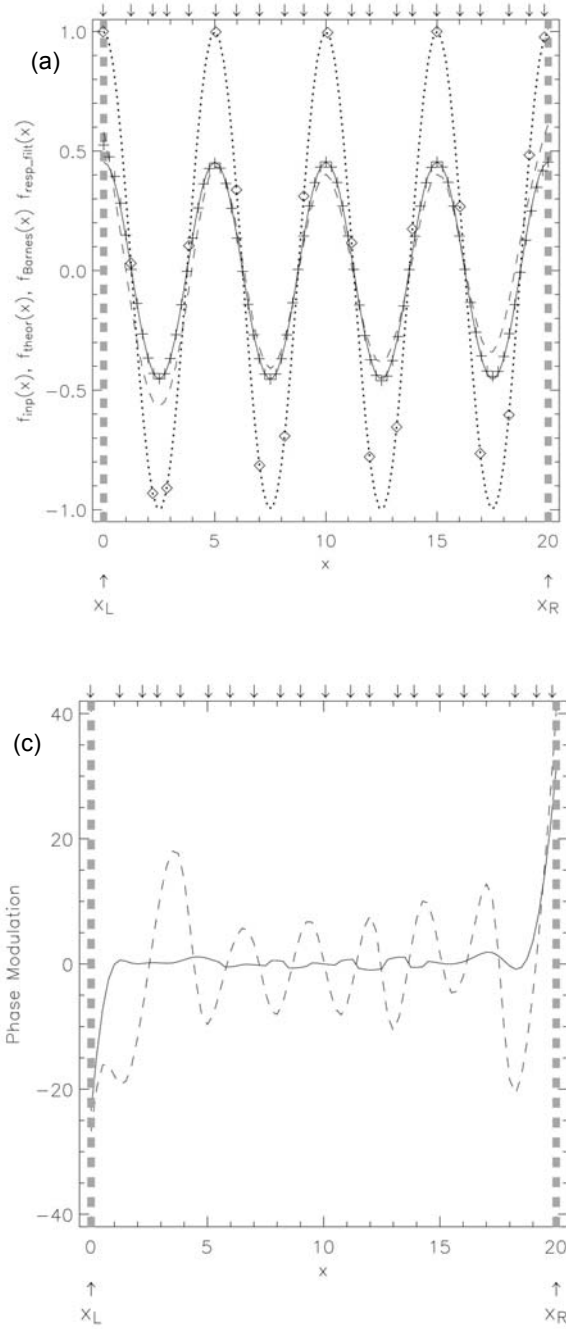 (a)
1.0
0.5
0.0
-0.5
-1.0
f_inp(x), f_theor(x), f_Barnes(x) f_resp_filt(x)
0 5 10 15 20
x
x_L x_R
(c)
40
20
0
-20
-40
Phase Modulation
0 5 10 15 20
x
x_L x_R